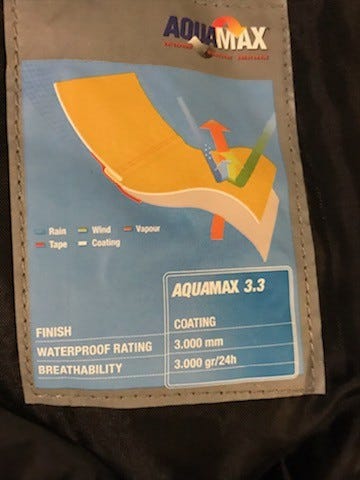 AQUAMAX
Rain
Wind
Vapour
Tape
Coating
AQUAMAX 3.3
FINISH COATING
WATERPROOF RATING 3.000 mm
BREATHABILITY 3.000 gr/24h